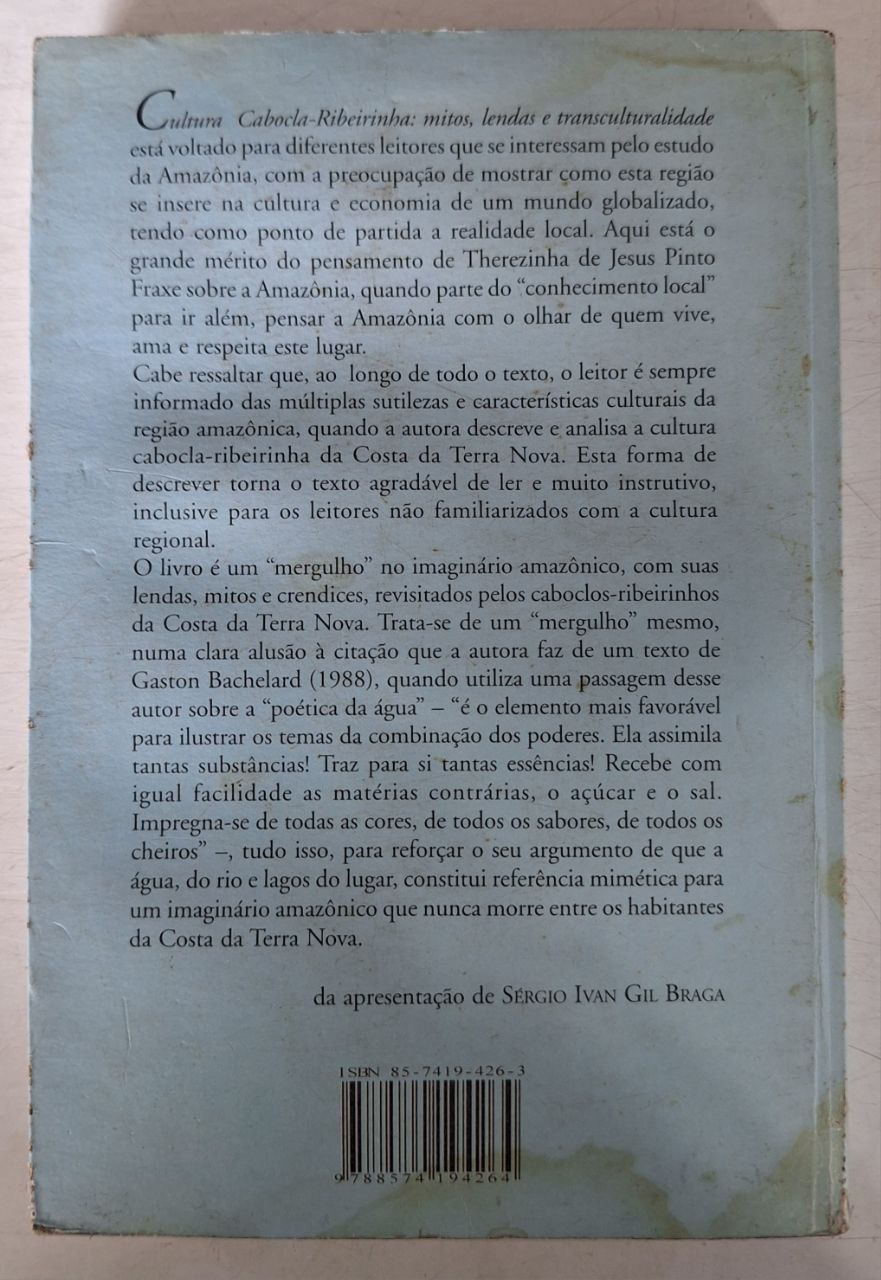 Cultura Cabocla-Ribeirinha: mitos, lendas e transculturalidade
está voltado para diferentes leitores que se interessam pelo estudo
da Amazônia, com a preocupação de mostrar como esta região
se insere na cultura e economia de um mundo globalizado,
tendo como ponto de partida a realidade local. Aqui está o
grande mérito do pensamento de Therezinha de Jesus Pinto
Fraxe sobre a Amazônia, quando parte do “conhecimento local”
para ir além, pensar a Amazônia com o olhar de quem vive,
ama e respeita este lugar.
Cabe ressaltar que, ao longo de todo o texto, o leitor é sempre
informado das múltiplas sutilezas e características culturais da
região amazônica, quando a autora descreve e analisa a cultura
cabocla-ribeirinha da Costa da Terra Nova. Esta forma de
descrever torna o texto agradável de ler e muito instrutivo,
inclusive para os leitores não familiarizados com a cultura
regional.
O livro é um “mergulho” no imaginário amazônico, com suas
lendas, mitos e crendices, revisitados pelos caboclos-ribeirinhos
da Costa da Terra Nova. Trata-se de um “mergulho” mesmo,
numa clara alusão à citação que a autora faz de um texto de
Gaston Bachelard (1988), quando utiliza uma passagem desse
autor sobre a “poética da água” – “é o elemento mais favorável
para ilustrar os temas da combinação dos poderes. Ela assimila
tantas substâncias! Traz para si tantas essências! Recebe com
igual facilidade as matérias contrárias, o açúcar e o sal.
Impregna-se de todas as cores, de todos os sabores, de todos os
cheiros” –, tudo isso, para reforçar o seu argumento de que a
água, do rio e lagos do lugar, constitui referência mimética para
um imaginário amazônico que nunca morre entre os habitantes
da Costa da Terra Nova.
da apresentação de SÉRGIO IVAN GIL BRAGA
ISBN 85-7419-426-3
9 788574 194264